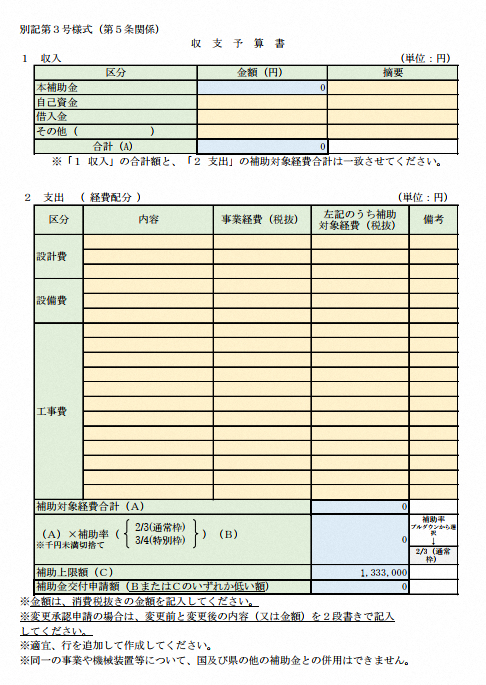 別記第３号様式（第５条関係）
収 支 予 算 書
１ 収入 （単位：円）
区分 金額（円） 摘要
本補助金 0
自己資金
借入金
その他（ ）
合計（A） 0
※「１ 収入」の合計額と、「２ 支出」の補助対象経費合計は一致させてください。
２ 支出 （ 経費配分 ） （単位：円）
区分 内容 事業経費（税抜） 左記のうち補助対象経費（税抜） 備考
設計費
設備費
工事費
補助対象経費合計（A） 0
（A）×補助率（ { 2/3(通常枠) 3/4(特別枠) } ）（B） 0
※千円未満切捨て
補助率
プルダウンから選択
↓
2/3（通常枠）
補助上限額（C） 1,333,000
補助金交付申請額（BまたはCのいずれか低い額） 0
※金額は、消費税抜きの金額を記入してください。
※変更承認申請の場合は、変更前と変更後の内容（又は金額）を２段書きで記入
してください。
※適宜、行を追加して作成してください。
※同一の事業や機械装置等について、国及び県の他の補助金との併用はできません。